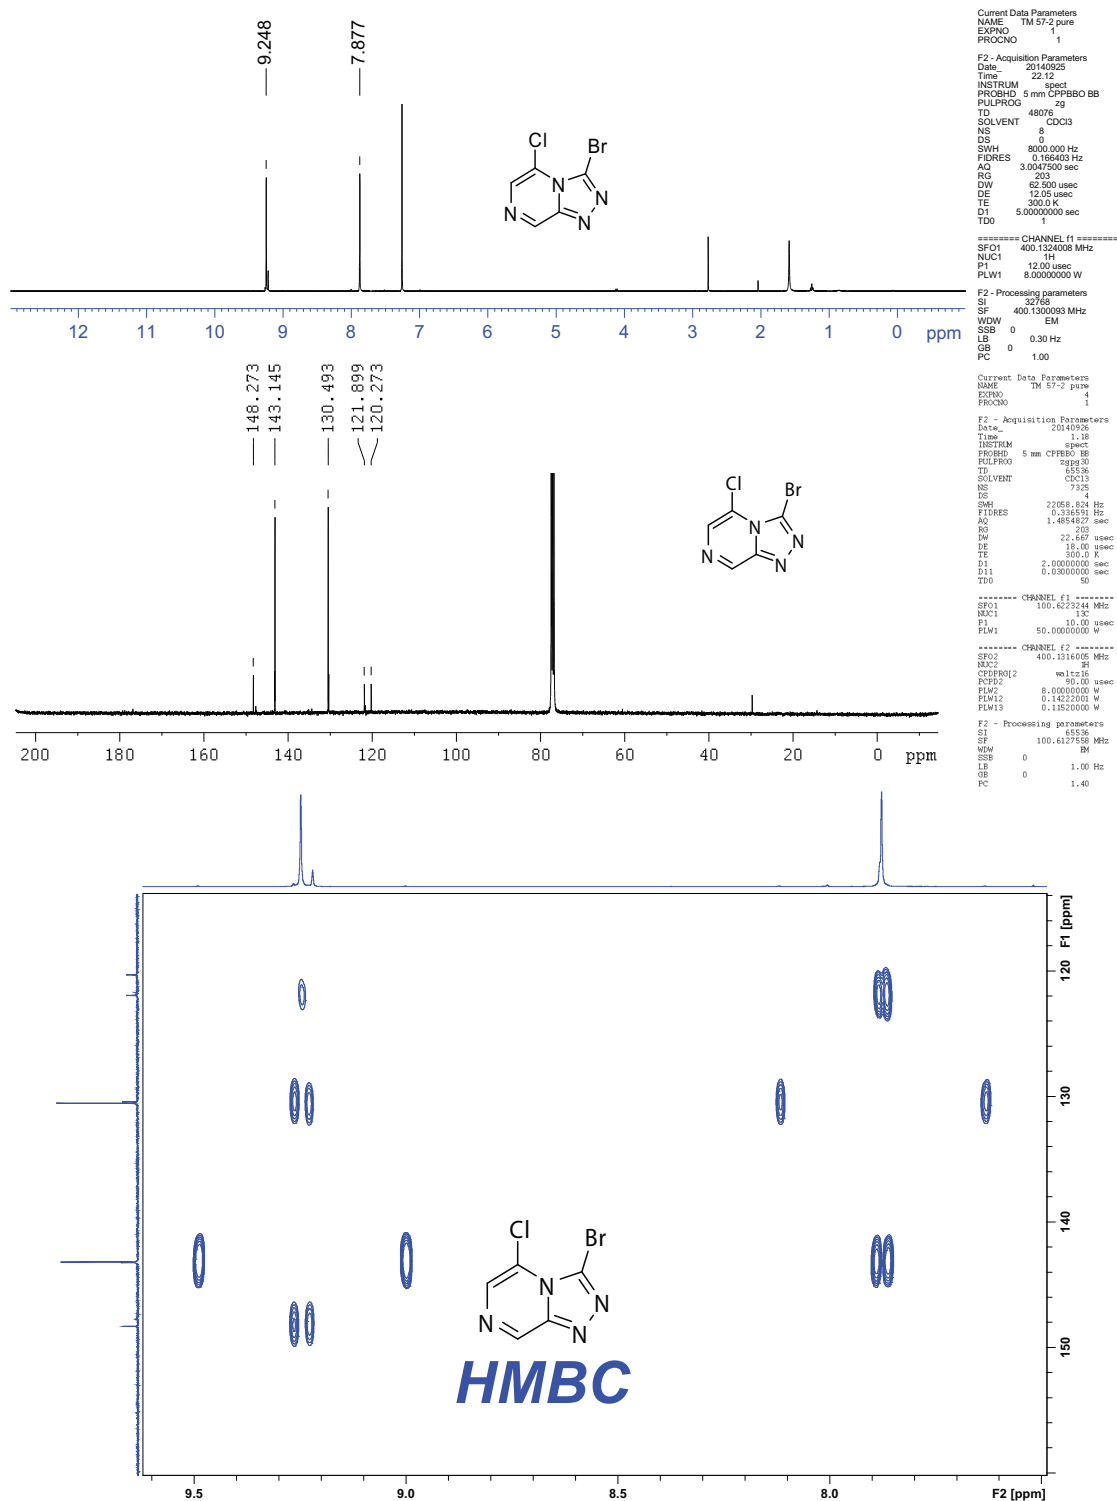 9.248
7.877
Cl
Br
N
N
N
N
12 11 10 9 8 7 6 5 4 3 2 1 0 ppm
Current Data Parameters
NAME TM 57-2 pure
EXPNO 1
PROCNO 1
F2 - Acquisition Parameters
Date_ 20140925
Time 22.12
INSTRUM spect
PROBHD 5 mm CPPBBO BB
PULPROG zg
TD 48076
SOLVENT CDCl3
NS 8
DS 0
SWH 8000.000 Hz
FIDRES 0.166403 Hz
AQ 3.0047500 sec
RG 203
DW 62.500 usec
DE 12.05 usec
TE 300.0 K
D1 5.00000000 sec
TD0 1
======== CHANNEL f1 ========
SFO1 400.1324008 MHz
NUC1 1H
P1 12.00 usec
PLW1 8.00000000 W
F2 - Processing parameters
SI 32768
SF 400.1300093 MHz
WDW EM
SSB 0
LB 0.30 Hz
GB 0
PC 1.00
148.273
143.145
130.493
121.899
120.273
Cl
Br
N
N
N
N
200 180 160 140 120 100 80 60 40 20 0 ppm
Current Data Parameters
NAME TM 57-2 pure
EXPNO 4
PROCNO 1
F2 - Acquisition Parameters
Date_ 20140926
Time 1.18
INSTRUM spect
PROBHD 5 mm CPPBBO BB
PULPROG zgpg30
TD 65536
SOLVENT CDCl3
NS 7325
DS 4
SWH 22058.824 Hz
FIDRES 0.336591 Hz
AQ 1.4854827 sec
RG 203
DW 22.667 usec
DE 18.00 usec
TE 300.0 K
D1 2.00000000 sec
D11 0.03000000 sec
TD0 50
======== CHANNEL f1 ========
SFO1 100.6223244 MHz
NUC1 13C
P1 10.00 usec
PLW1 50.00000000 W
======== CHANNEL f2 ========
SFO2 400.1316005 MHz
NUC2 1H
CPDPRG[2 waltz16
PCPD2 90.00 usec
PLW2 8.00000000 W
PLW12 0.14222001 W
PLW13 0.11520000 W
F2 - Processing parameters
SI 65536
SF 100.6127558 MHz
WDW EM
SSB 0
LB 1.00 Hz
GB 0
PC 1.40
F1 [ppm]
120
130
140
150
Cl
Br
N
N
N
N
HMBC
9.5 9.0 8.5 8.0 F2 [ppm]